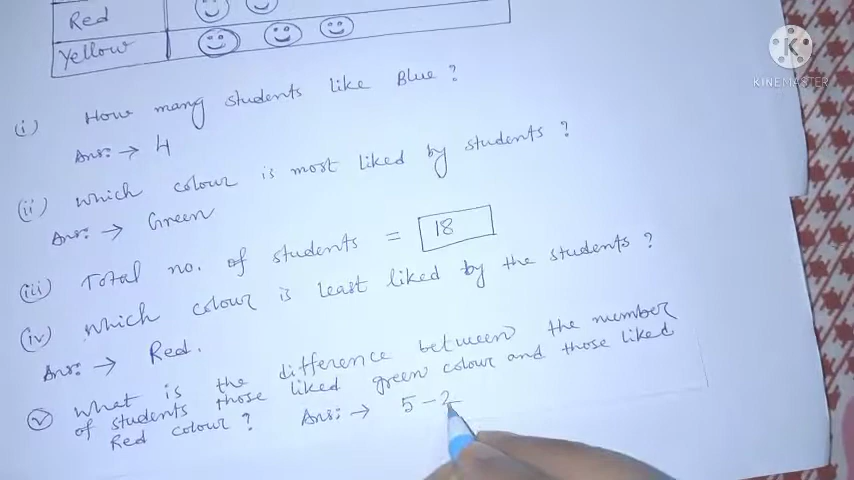 Red
Yellow
K
KINEMASTER
(i) How many students like Blue ?
Ans: → 4
(ii) which colour is most liked by students ?
Ans: → Green
(iii) Total no. of students = 18
(iv) which colour is least liked by the students ?
Ans: → Red.
(v) what is the difference between the number
of students those liked green colour and those liked
Red colour ? Ans: → 5-2